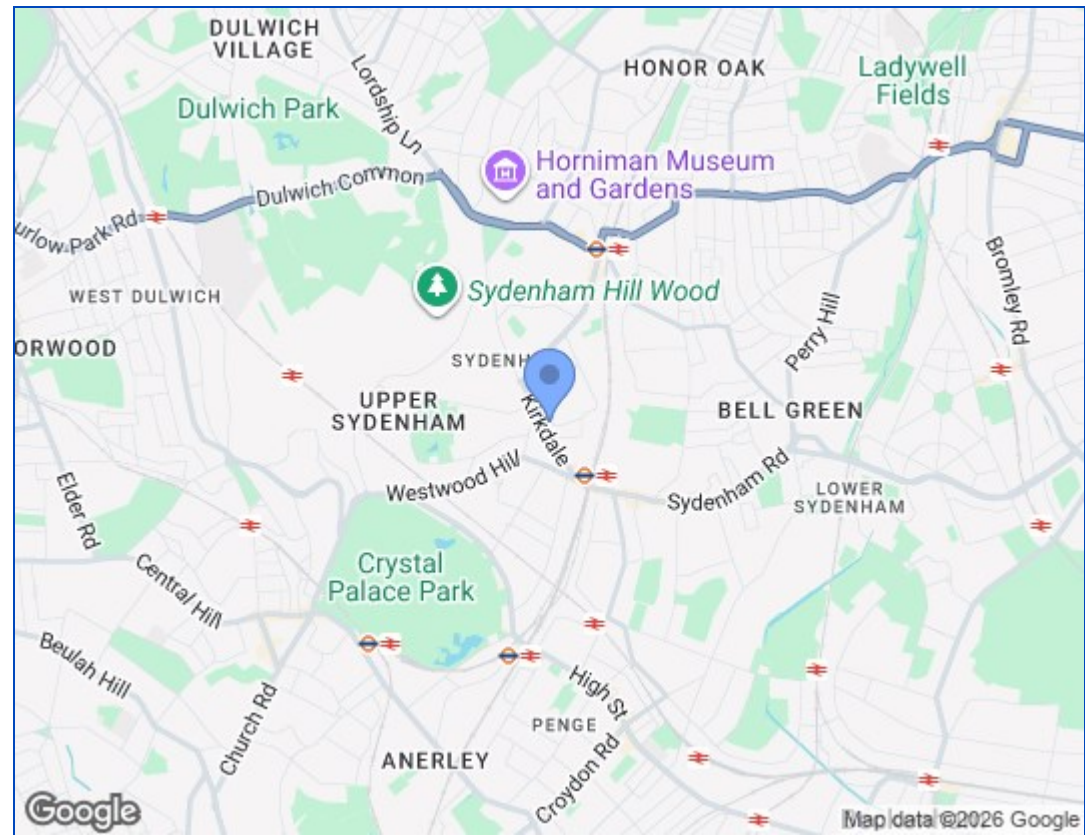 DULWICH
VILLAGE
HONOR OAK
Ladywell
Fields
Lordship Ln
Dulwich Park
Horniman Museum
and Gardens
Dulwich Common
urlow Park Rd
Bromley Rd
WEST DULWICH
Sydenham Hill Wood
Perry Hill
ORWOOD
SYDENH
UPPER
SYDENHAM
Kirkdale
BELL GREEN
Westwood Hill
Sydenham Rd
LOWER
SYDENHAM
Elder Rd
Crystal
Palace Park
Central Hill
Beulah Hill
High St
Church Rd
PENGE
ANERLEY
Croydon Rd
Google
Map data ©2026 Google